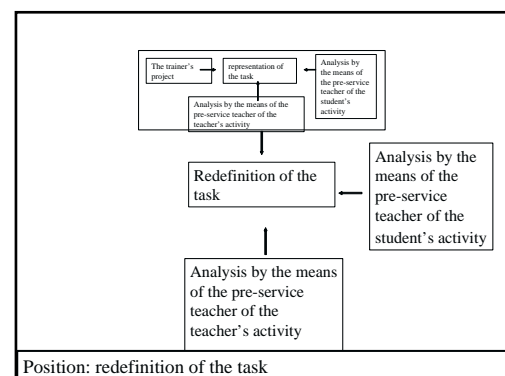 The trainer's
project
representation of
the task
Analysis by the
means of the
pre-service
teacher of the
student's
activity
Analysis by the means of the
pre-service teacher of the
teacher's activity
Redefinition of the
task
Analysis by the
means of the
pre-service
teacher of the
student's activity
Analysis by the means
of the pre-service
teacher of the
teacher's activity
Position: redefinition of the task